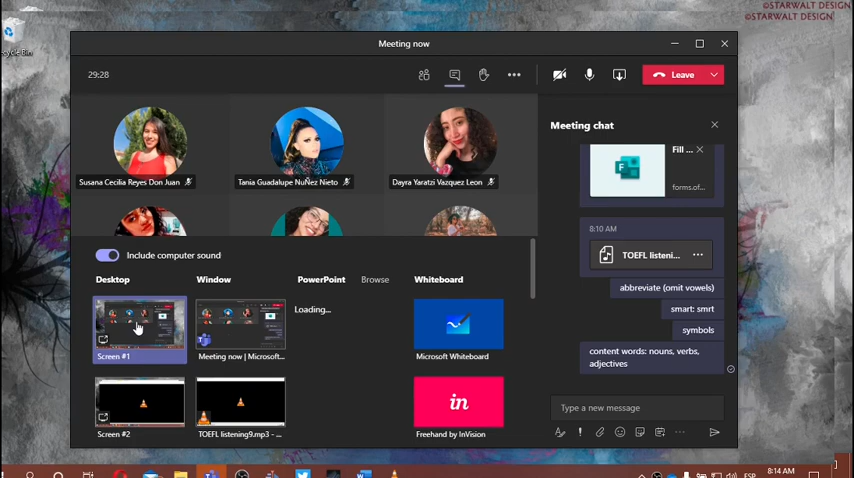 ©STARWALT DESIGN
©STARWALT DESIGN
ecycle Bin
Meeting now
29:28
Leave
Susana Cecilia Reyes Don Juan
Tania Guadalupe NuÑez Nieto
Dayra Yaratzi Vazquez Leon
Include computer sound
Desktop
Window
PowerPoint
Browse
Whiteboard
Screen #1
Meeting now | Microsoft...
Loading...
Microsoft Whiteboard
Screen #2
TOEFL listening9.mp3 - ...
in
Freehand by InVision
Meeting chat
F
Fill ...
forms.of...
8:10 AM
TOEFL listeni...
abbreviate (omit vowels)
smart: smrt
symbols
content words: nouns, verbs,
adjectives
Type a new message
ESP
8:14 AM